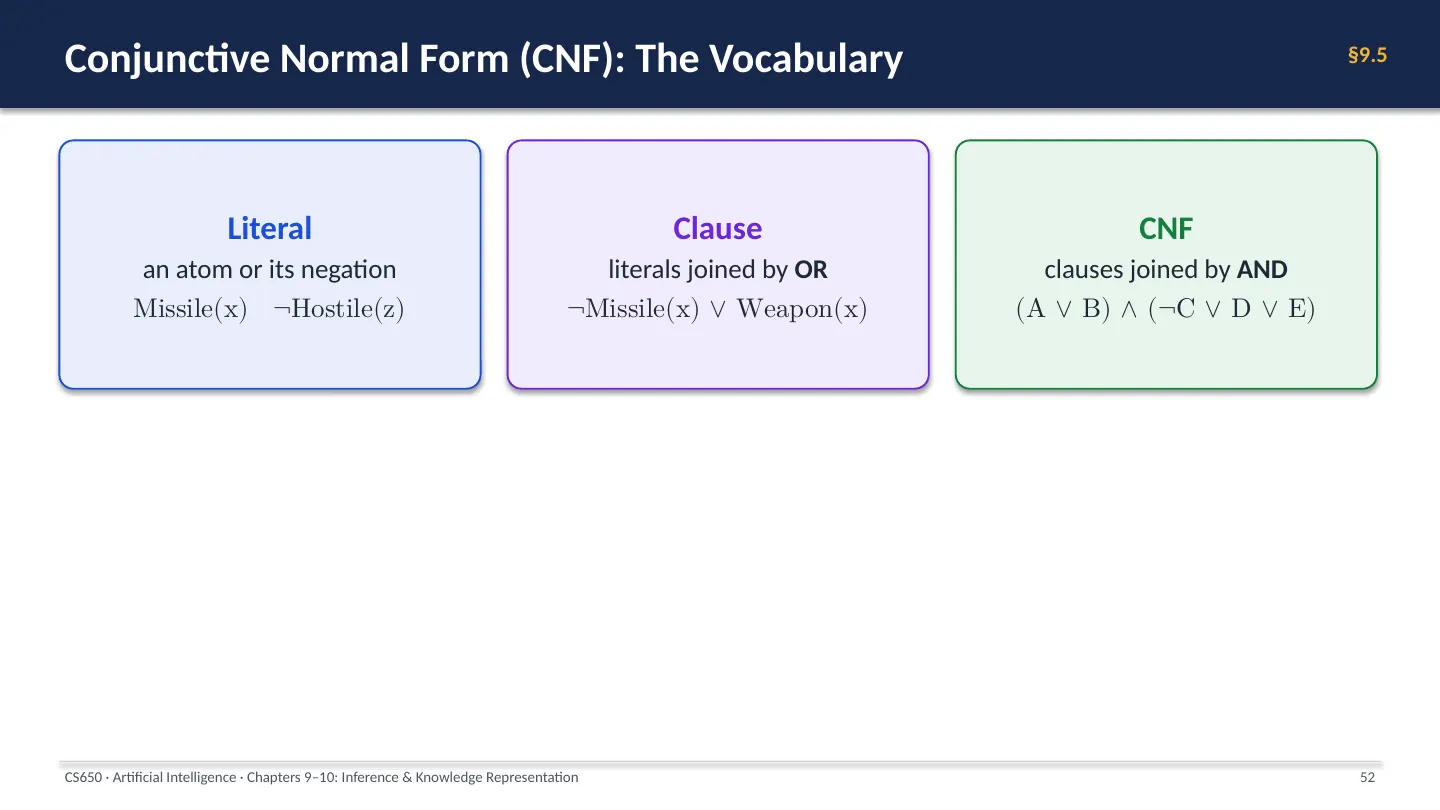 Conjunctive Normal Form (CNF): The Vocabulary
§9.5
Literal
an atom or its negation
Missile(x) ¬Hostile(z)
Clause
literals joined by OR
¬Missile(x) ∨ Weapon(x)
CNF
clauses joined by AND
(A ∨ B) ∧ (¬C ∨ D ∨ E)
CS650 · Artificial Intelligence · Chapters 9–10: Inference & Knowledge Representation
52